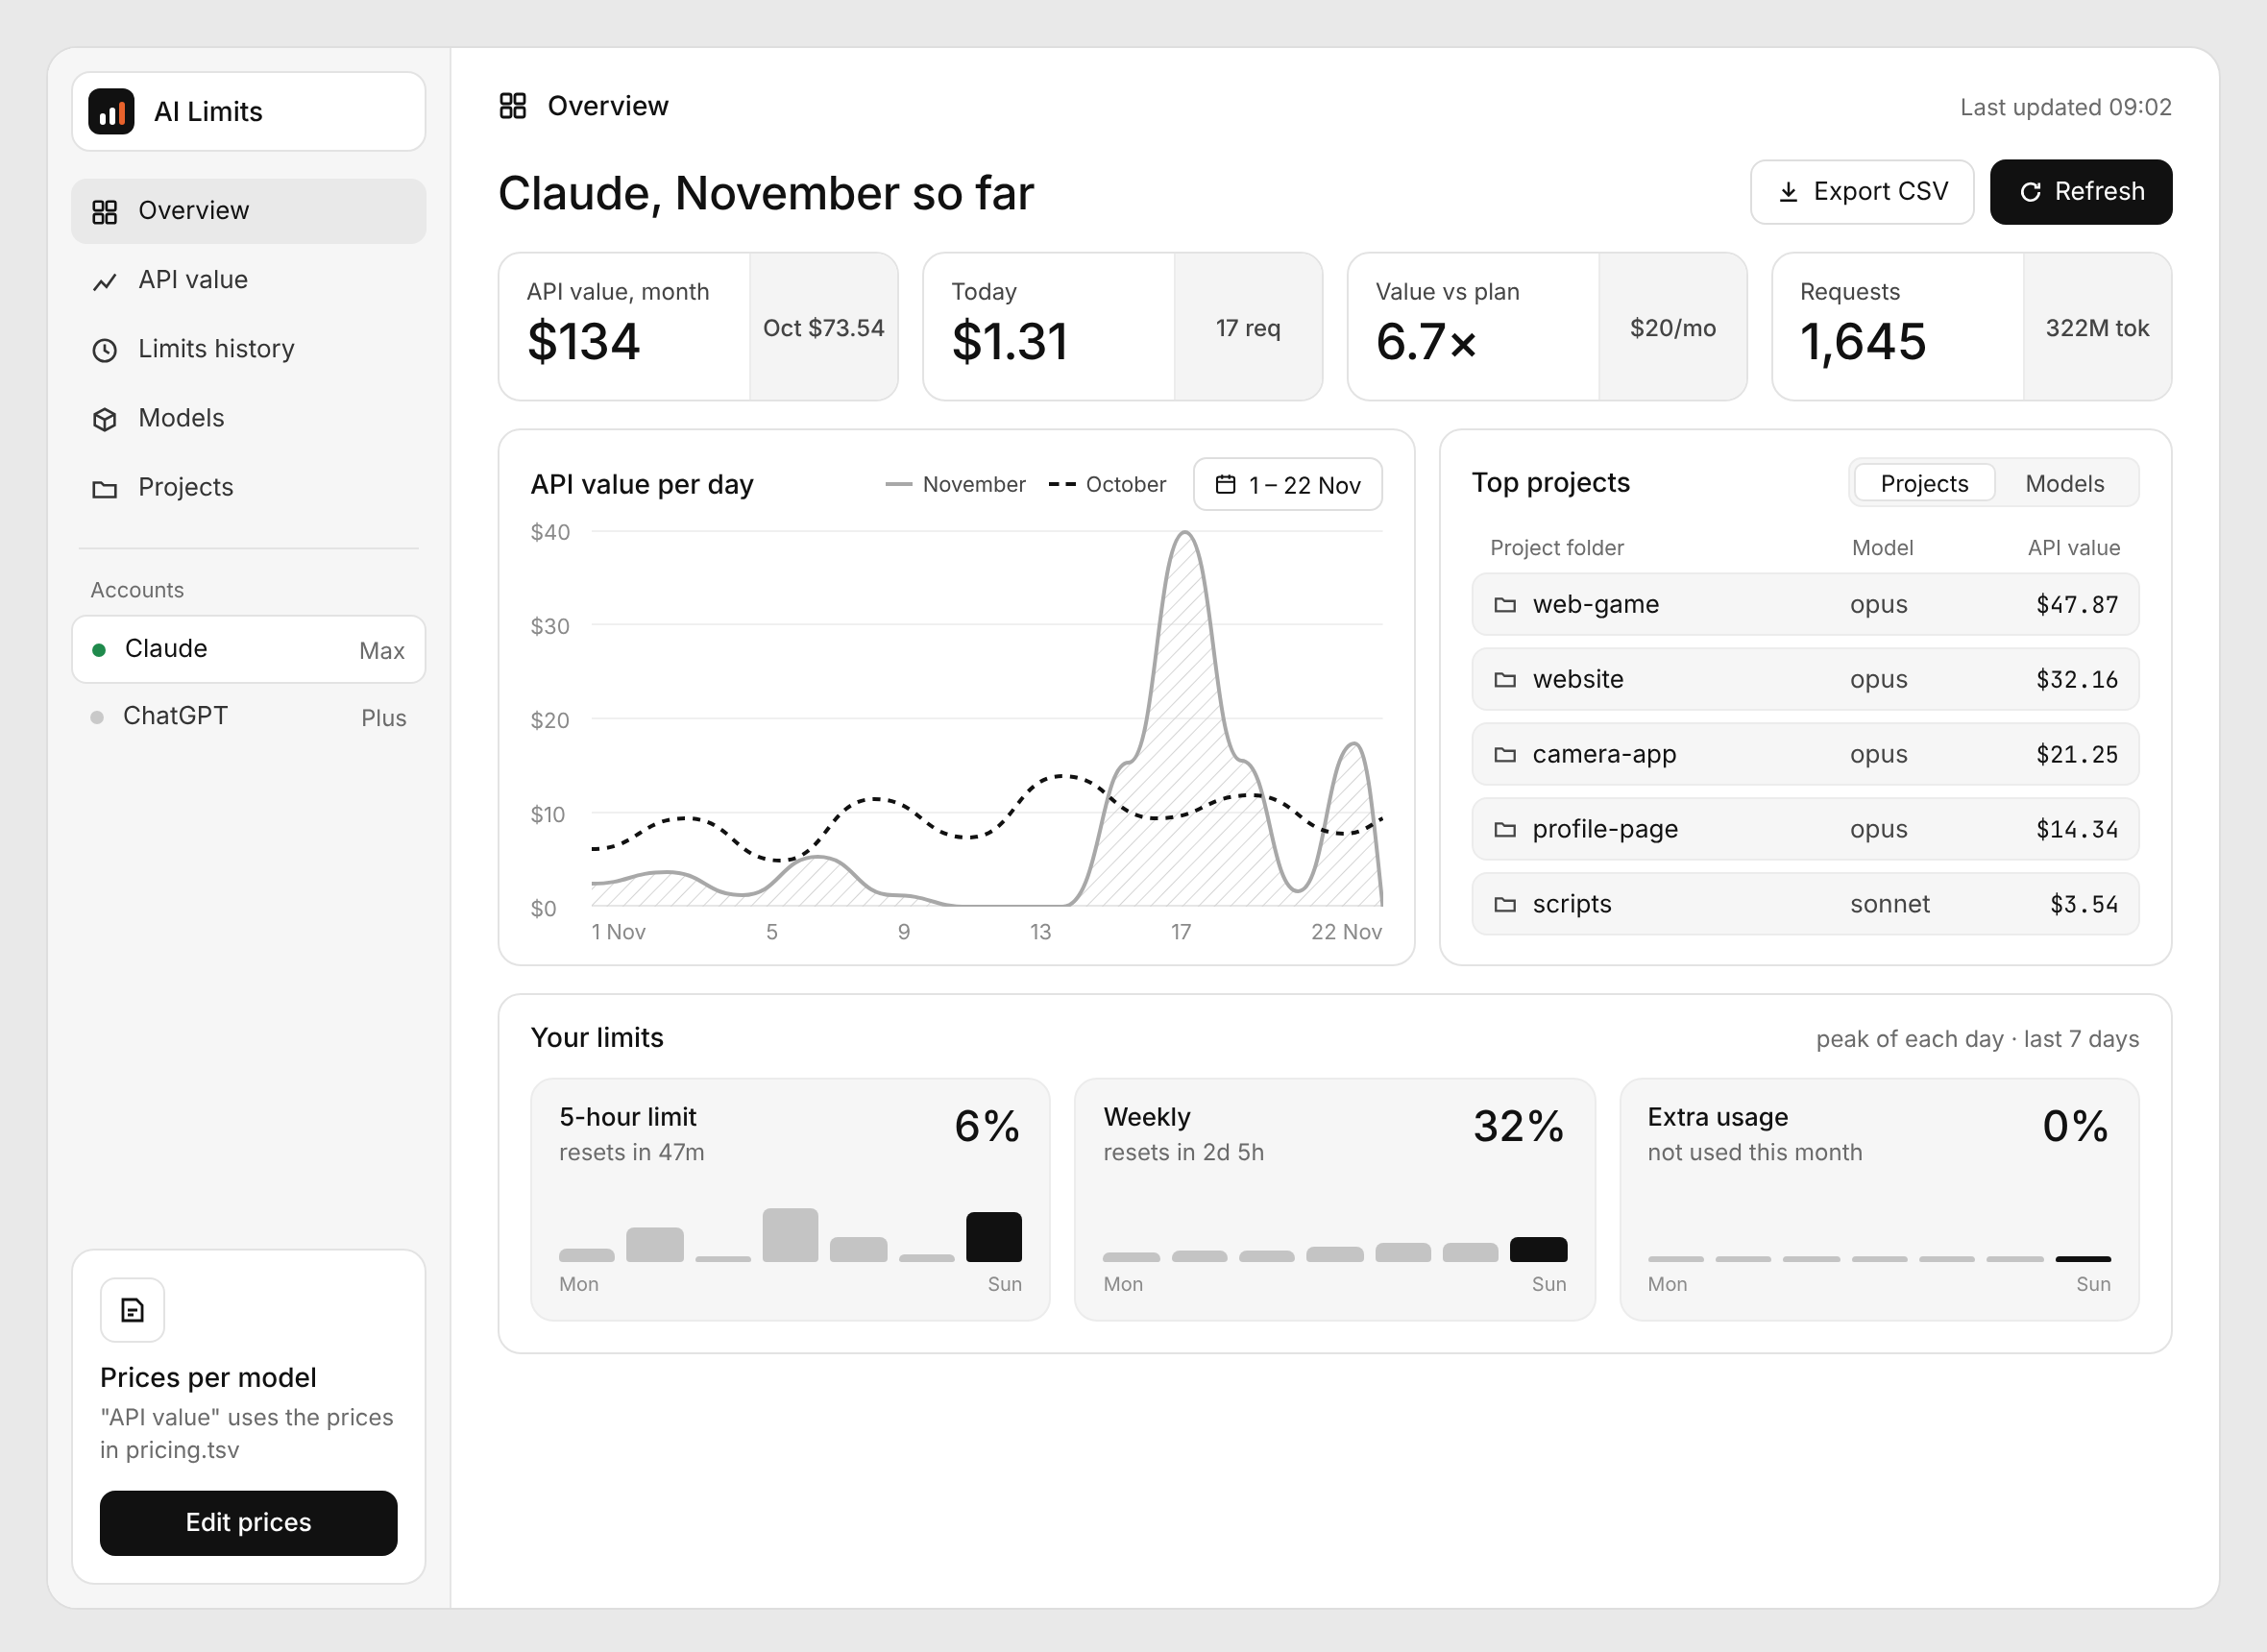 AI Limits
Overview
API value
Limits history
Models
Projects
Accounts
Claude Max
ChatGPT Plus
Prices per model
"API value" uses the prices
in pricing.tsv
Edit prices
Overview
Last updated 09:02
Claude, November so far
Export CSV
Refresh
API value, month
$134
Oct $73.54
Today
$1.31
17 req
Value vs plan
6.7×
$20/mo
Requests
1,645
322M tok
API value per day
November
October
1 – 22 Nov
$40
$30
$20
$10
$0
1 Nov 5 9 13 17 22 Nov
Top projects
Projects Models
Project folder Model API value
web-game opus $47.87
website opus $32.16
camera-app opus $21.25
profile-page opus $14.34
scripts sonnet $3.54
Your limits
peak of each day · last 7 days
5-hour limit
resets in 47m
6%
Mon Sun
Weekly
resets in 2d 5h
32%
Mon Sun
Extra usage
not used this month
0%
Mon Sun